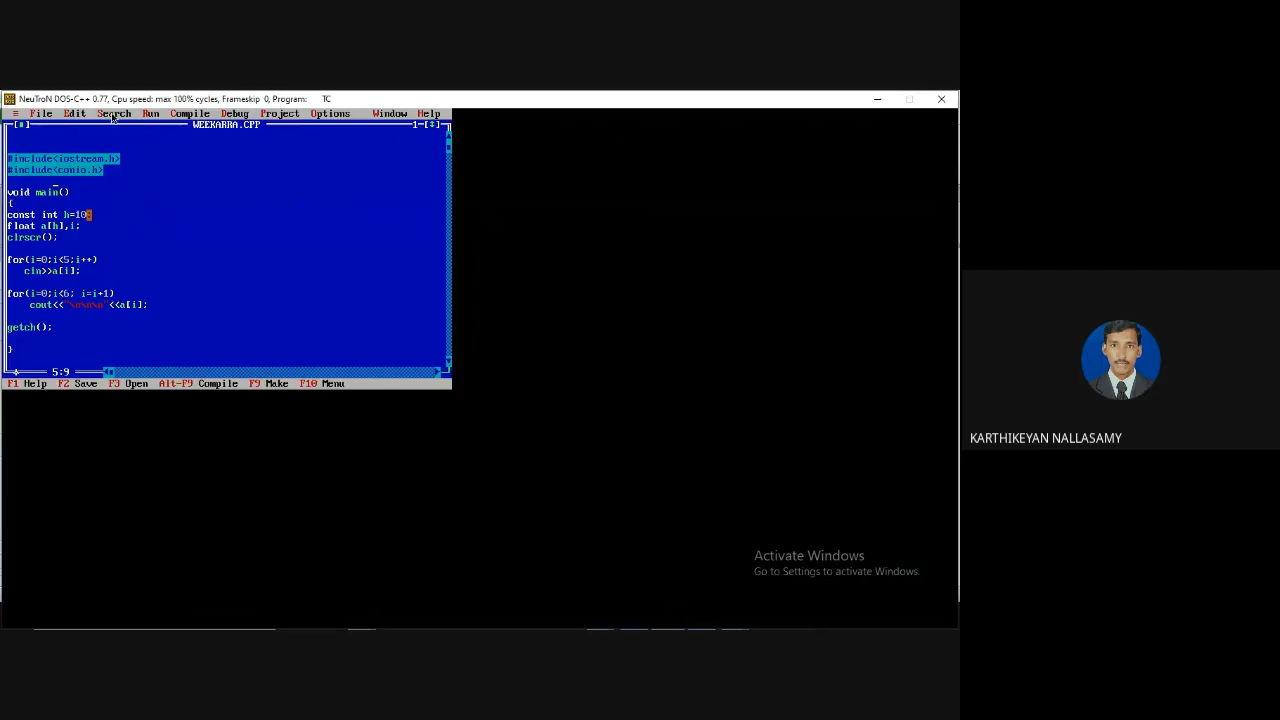 NeuTroN DOS-C++ 0.77, Cpu speed: max 100% cycles, Frameskip 0, Program: TC
≡ File Edit Search Run Compile Debug Project Options Window Help
WEEKARRA.CPP 1
#include<iostream.h>
#include<conio.h>
void main()
{
const int h=10;
float a[h],i;
clrscr();
for(i=0;i<5;i++)
cin>>a[i];
for(i=0;i<6; i=i+1)
cout<<"\n\n\n"<<a[i];
getch();
}
5:9
F1 Help F2 Save F3 Open Alt-F9 Compile F9 Make F10 Menu
KARTHIKEYAN NALLASAMY
Activate Windows
Go to Settings to activate Windows.